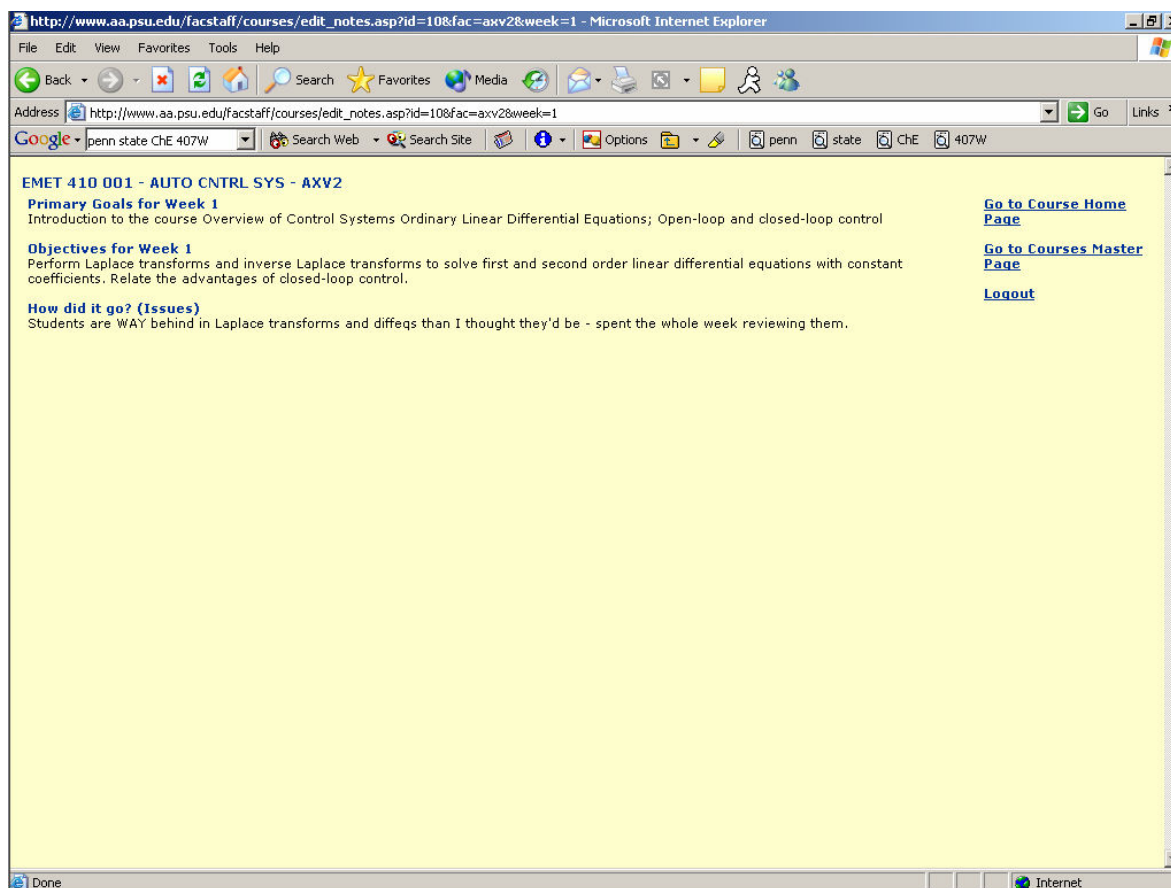 http://www.aa.psu.edu/facstaff/courses/edit_notes.asp?id=10&fac=axv2&week=1 - Microsoft Internet Explorer
File Edit View Favorites Tools Help
Back Search Favorites Media
Address http://www.aa.psu.edu/facstaff/courses/edit_notes.asp?id=10&fac=axv2&week=1 Go Links
Google penn state ChE 407W Search Web Search Site Options penn state ChE 407W
EMET 410 001 - AUTO CNTRL SYS - AXV2
Primary Goals for Week 1
Introduction to the course Overview of Control Systems Ordinary Linear Differential Equations; Open-loop and closed-loop control
Objectives for Week 1
Perform Laplace transforms and inverse Laplace transforms to solve first and second order linear differential equations with constant
coefficients. Relate the advantages of closed-loop control.
How did it go? (Issues)
Students are WAY behind in Laplace transforms and diffeqs than I thought they'd be - spent the whole week reviewing them.
Go to Course Home
Page
Go to Courses Master
Page
Logout
Done Internet